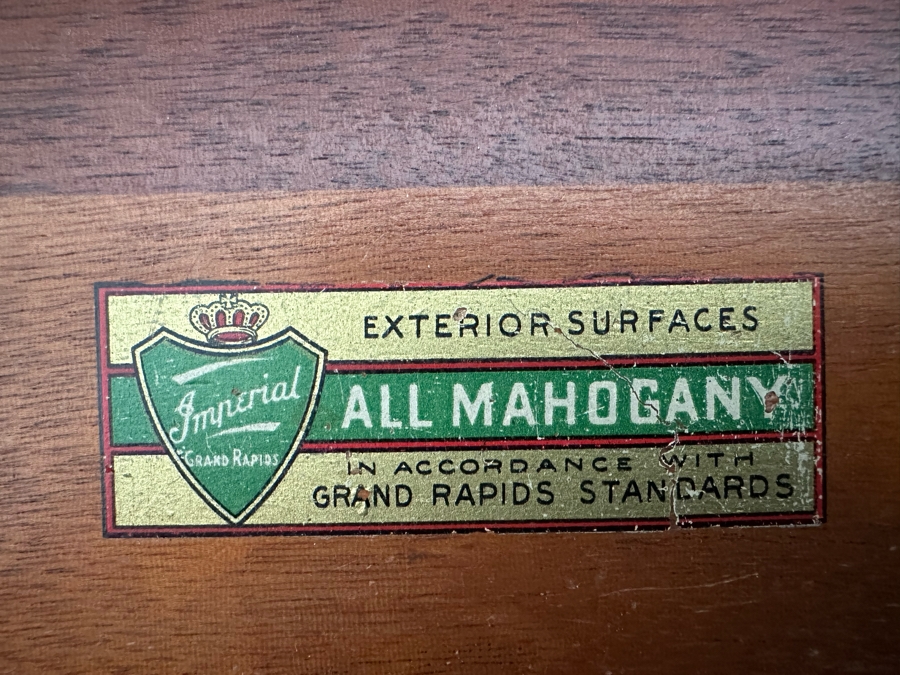 Imperial
GRAND RAPIDS
EXTERIOR SURFACES
ALL MAHOGANY
IN ACCORDANCE WITH
GRAND RAPIDS STANDARDS